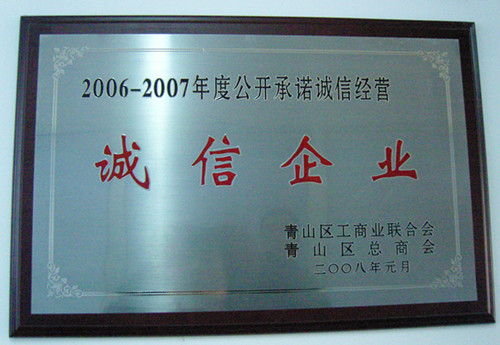 2006-2007年度公开承诺诚信经营
诚信企业
青山区工商业联合会
青山区总商会
二〇〇八年元月